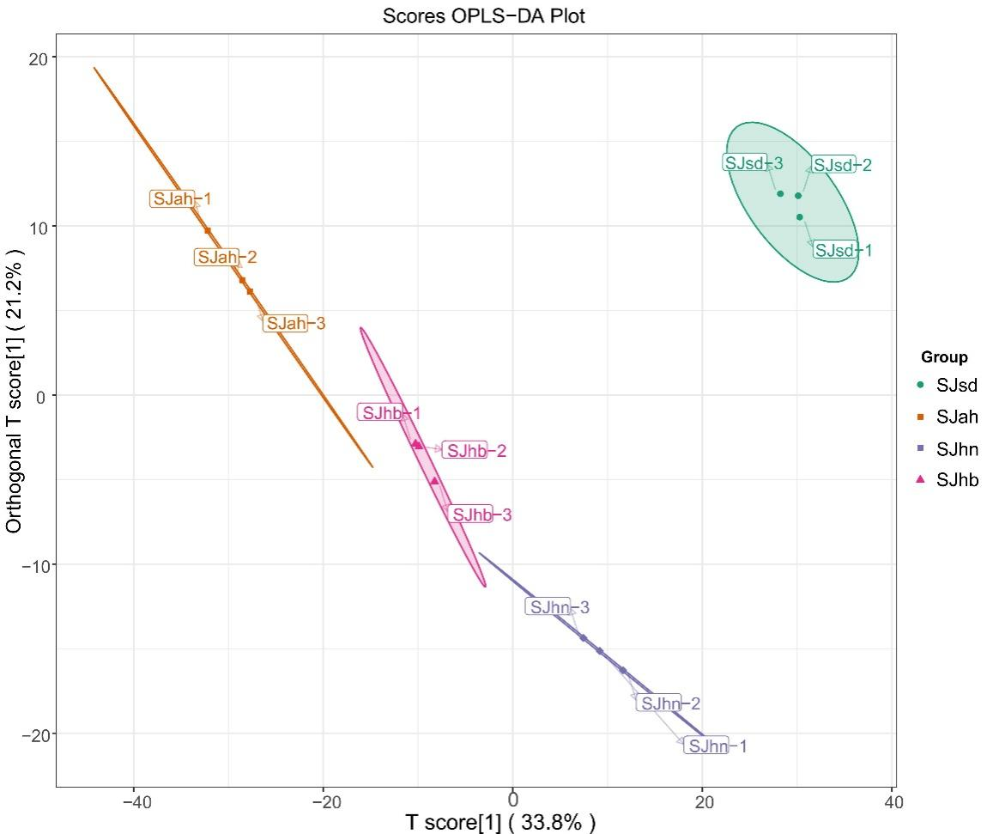 Scores OPLS−DA Plot
Orthogonal T score[1] ( 21.2% )
20
10
0
−10
−20
SJah−1
SJah−2
SJah−3
SJsd−3
SJsd−2
SJsd−1
SJhb−1
SJhb−2
SJhb−3
SJhn−3
SJhn−2
SJhn−1
−40
−20
0
20
40
T score[1] ( 33.8% )
Group
SJsd
SJah
SJhn
SJhb